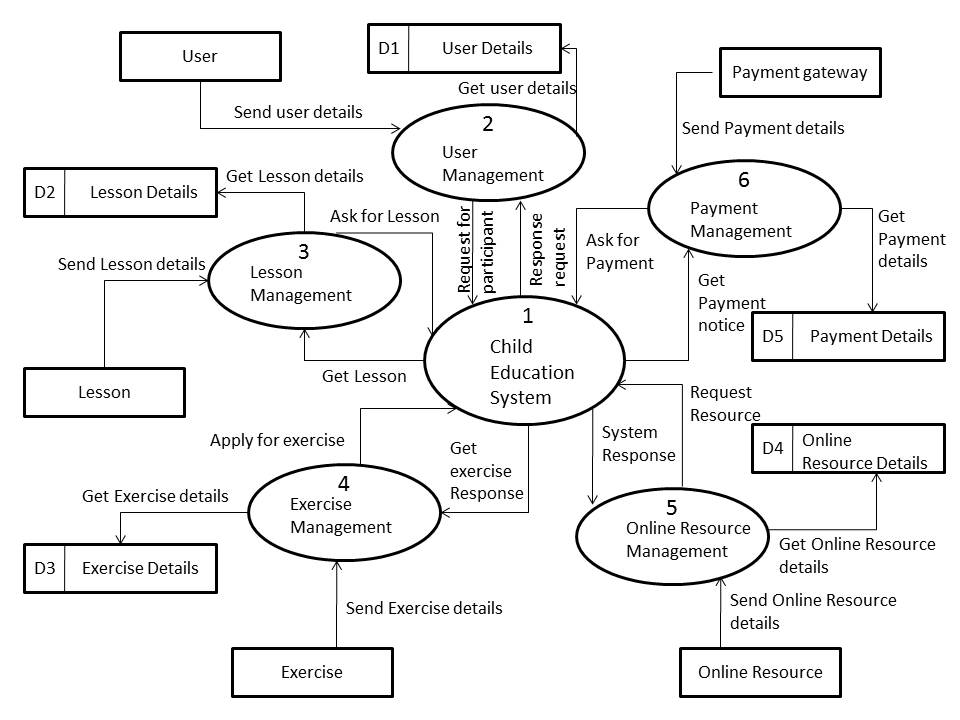 User
D1 User Details
Payment gateway
Get user details
Send user details
2
User
Management
Send Payment details
D2 Lesson Details
Get Lesson details
6
Payment
Management
Ask for Lesson
Request for
participant
Response
request
Ask for
Payment
Get
Payment
details
Send Lesson details
3
Lesson
Management
Get
Payment
notice
1
Child
Education
System
D5 Payment Details
Lesson
Get Lesson
Request
Resource
Apply for exercise
Get
exercise
Response
System
Response
D4 Online
Resource Details
Get Exercise details
4
Exercise
Management
5
Online Resource
Management
Get Online Resource
details
D3 Exercise Details
Send Exercise details
Send Online Resource
details
Exercise
Online Resource